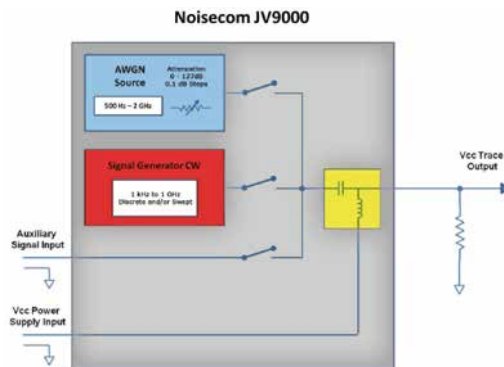 Noisecom JV9000
AWGN
Source
Attenuation
0 - 127dB
0.1 dB Steps
500 Hz – 2 GHz
Signal Generator CW
1 kHz to 1 GHz
Discrete and/or Swept
Vcc Trace
Output
Auxiliary
Signal Input
Vcc Power
Supply Input